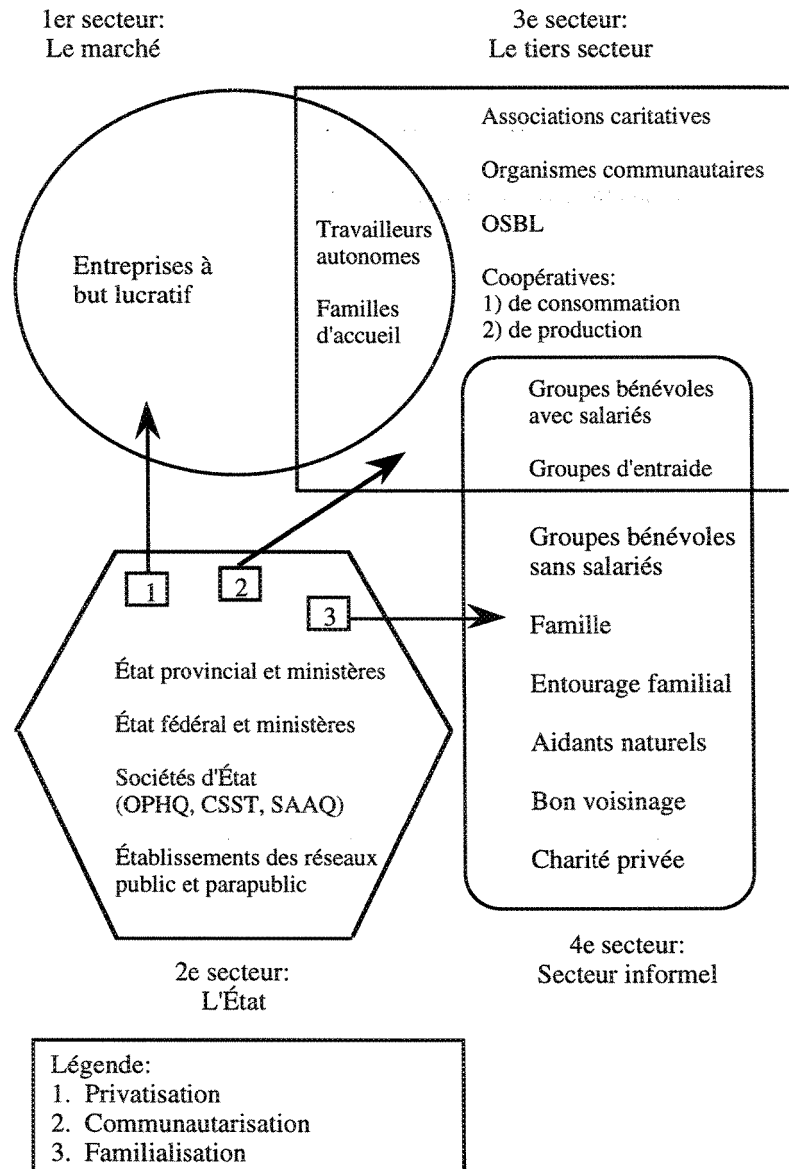 1er secteur:
Le marché
3e secteur:
Le tiers secteur
Entreprises à
but lucratif
Travailleurs
autonomes
Familles
d'accueil
Associations caritatives
Organismes communautaires
OSBL
Coopératives:
1) de consommation
2) de production
Groupes bénévoles
avec salariés
Groupes d'entraide
Groupes bénévoles
sans salariés
Famille
Entourage familial
Aidants naturels
Bon voisinage
Charité privée
1
2
3
État provincial et ministères
État fédéral et ministères
Sociétés d'État
(OPHQ, CSST, SAAQ)
Établissements des réseaux
public et parapublic
2e secteur:
L'État
4e secteur:
Secteur informel
Légende:
1. Privatisation
2. Communautarisation
3. Familialisation